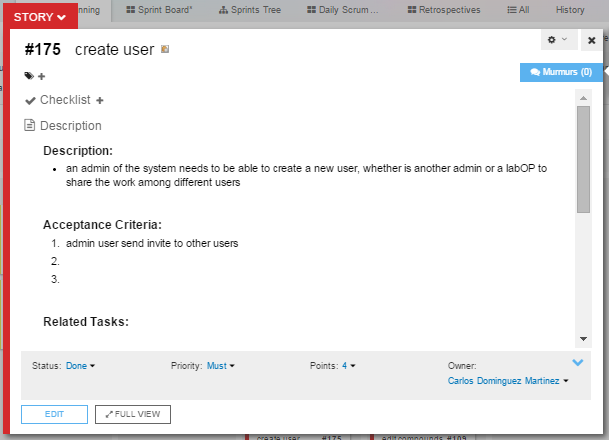 nning
Sprint Board*
Sprints Tree
Daily Scrum ...
Retrospectives
All
History
STORY
#175 create user
Murmurs (0)
Checklist
Description
Description:
an admin of the system needs to be able to create a new user, whether is another admin or a labOP to
share the work among different users
Acceptance Criteria:
1. admin user send invite to other users
2.
3.
Related Tasks:
Status: Done
Priority: Must
Points: 4
Owner:
Carlos Dominguez Martinez
EDIT
FULL VIEW
create user #175
edit compounds #109